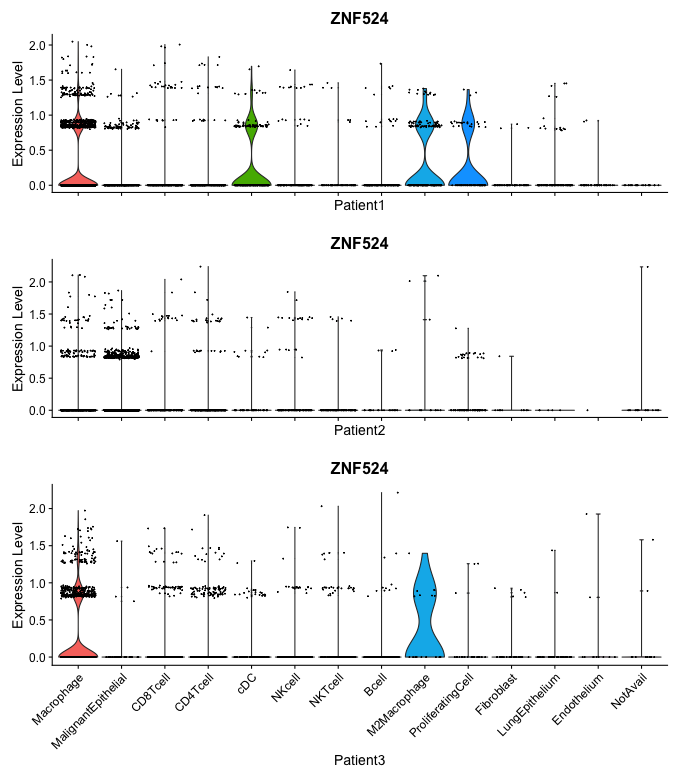 ZNF524
Expression Level
2.0
1.5
1.0
0.5
0.0
Patient1
ZNF524
Expression Level
2.0
1.5
1.0
0.5
0.0
Patient2
ZNF524
Expression Level
2.0
1.5
1.0
0.5
0.0
Macrophage
MalignantEpithelial
CD8Tcell
CD4Tcell
cDC
NKcell
NKTcell
Bcell
M2Macrophage
ProliferatingCell
Fibroblast
LungEpithelium
Endothelium
NotAvail
Patient3